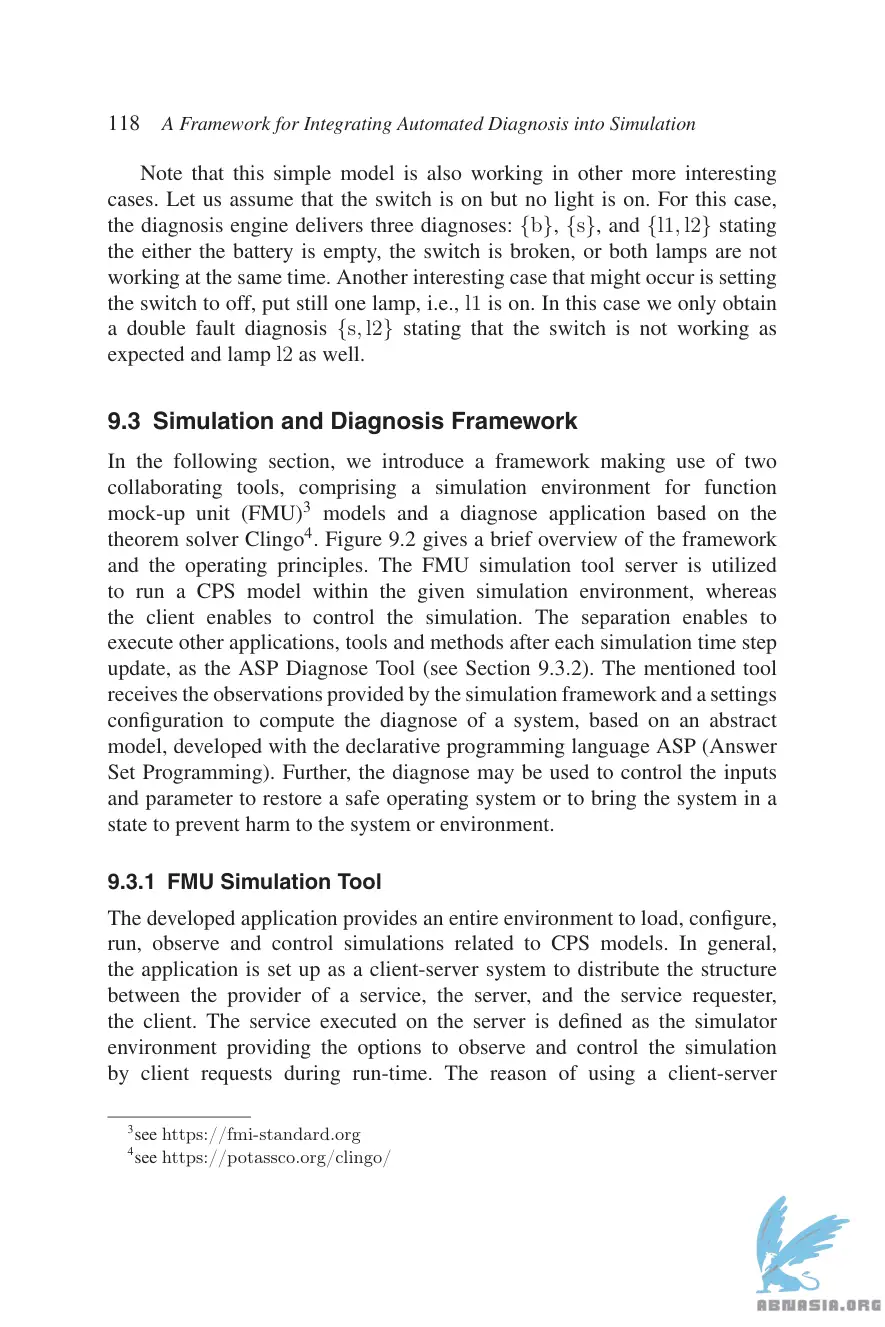 118 A Framework for Integrating Automated Diagnosis into Simulation
Note that this simple model is also working in other more interesting
cases. Let us assume that the switch is on but no light is on. For this case,
the diagnosis engine delivers three diagnoses: {b}, {s}, and {l1, l2} stating
the either the battery is empty, the switch is broken, or both lamps are not
working at the same time. Another interesting case that might occur is setting
the switch to off, put still one lamp, i.e., l1 is on. In this case we only obtain
a double fault diagnosis {s, l2} stating that the switch is not working as
expected and lamp l2 as well.
9.3 Simulation and Diagnosis Framework
In the following section, we introduce a framework making use of two
collaborating tools, comprising a simulation environment for function
mock-up unit (FMU)3 models and a diagnose application based on the
theorem solver Clingo4. Figure 9.2 gives a brief overview of the framework
and the operating principles. The FMU simulation tool server is utilized
to run a CPS model within the given simulation environment, whereas
the client enables to control the simulation. The separation enables to
execute other applications, tools and methods after each simulation time step
update, as the ASP Diagnose Tool (see Section 9.3.2). The mentioned tool
receives the observations provided by the simulation framework and a settings
configuration to compute the diagnose of a system, based on an abstract
model, developed with the declarative programming language ASP (Answer
Set Programming). Further, the diagnose may be used to control the inputs
and parameter to restore a safe operating system or to bring the system in a
state to prevent harm to the system or environment.
9.3.1 FMU Simulation Tool
The developed application provides an entire environment to load, configure,
run, observe and control simulations related to CPS models. In general,
the application is set up as a client-server system to distribute the structure
between the provider of a service, the server, and the service requester,
the client. The service executed on the server is defined as the simulator
environment providing the options to observe and control the simulation
by client requests during run-time. The reason of using a client-server
3see https://fmi-standard.org
4see https://potassco.org/clingo/
ABNASIA.ORG